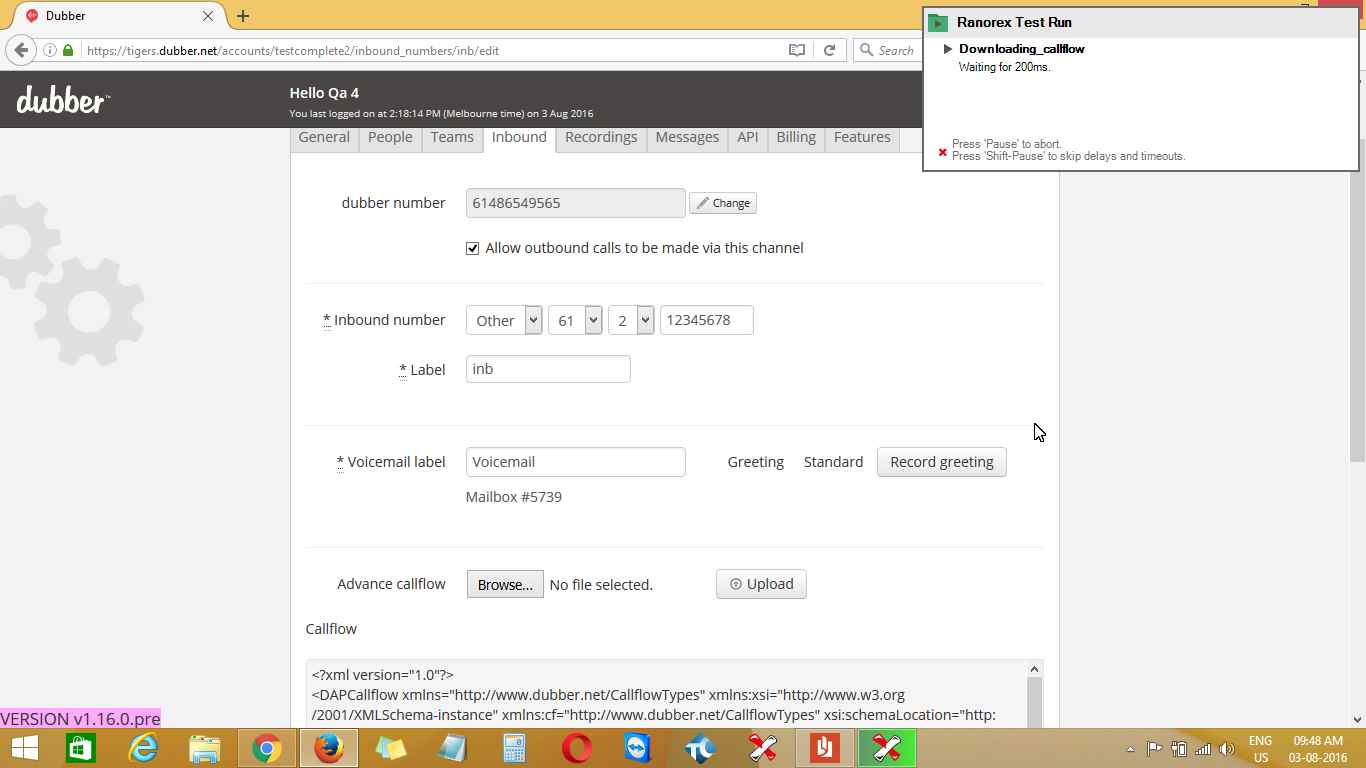 Dubber
https://tigers.dubber.net/accounts/testcomplete2/inbound_numbers/inb/edit
Search
Ranorex Test Run
Downloading_callflow
Waiting for 200ms.
Press 'Pause' to abort.
Press 'Shift-Pause' to skip delays and timeouts.
dubber™
Hello Qa 4
You last logged on at 2:18:14 PM (Melbourne time) on 3 Aug 2016
General People Teams Inbound Recordings Messages API Billing Features
dubber number 61486549565 Change
Allow outbound calls to be made via this channel
* Inbound number Other 61 2 12345678
* Label inb
* Voicemail label Voicemail Greeting Standard Record greeting
Mailbox #5739
Advance callflow Browse... No file selected. Upload
Callflow
<?xml version="1.0"?>
<DAPCallflow xmlns="http://www.dubber.net/CallflowTypes" xmlns:xsi="http://www.w3.org
/2001/XMLSchema-instance" xmlns:cf="http://www.dubber.net/CallflowTypes" xsi:schemaLocation="http:
VERSION v1.16.0.pre
ENG 09:48 AM
US 03-08-2016